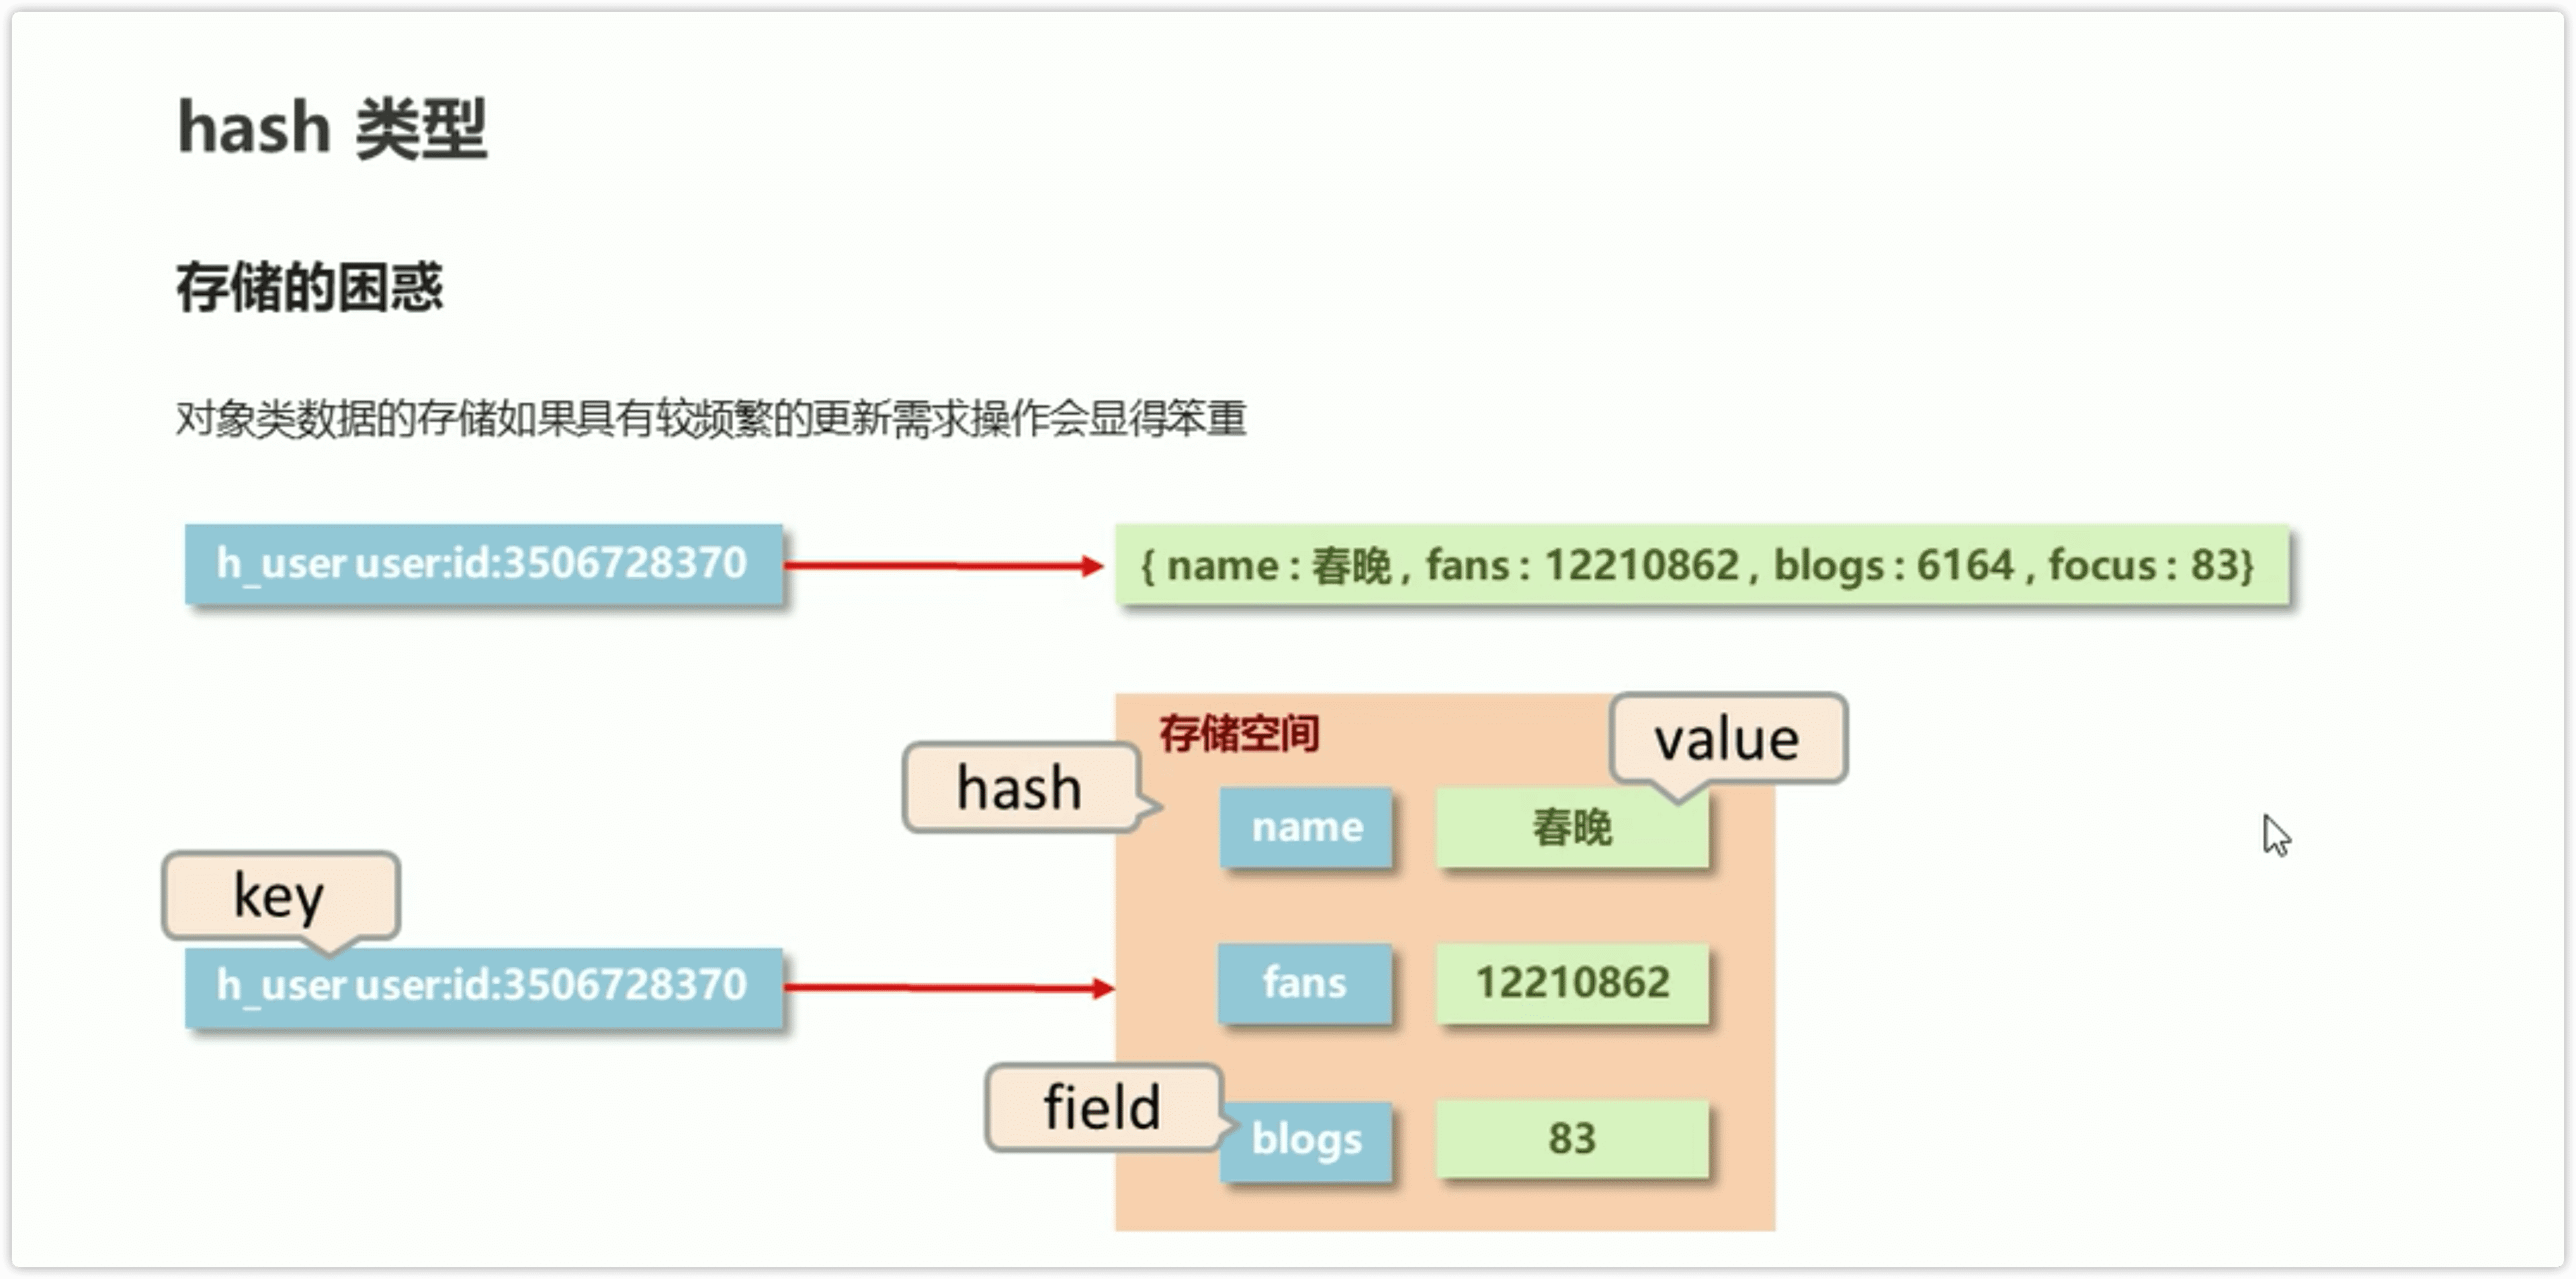 hash 类型
存储的困惑
对象类数据的存储如果具有较频繁的更新需求操作会显得笨重
h_user user:id:3506728370
{ name : 春晚 , fans : 12210862 , blogs : 6164 , focus : 83}
存储空间
value
hash
name 春晚
key
h_user user:id:3506728370
fans 12210862
field
blogs 83